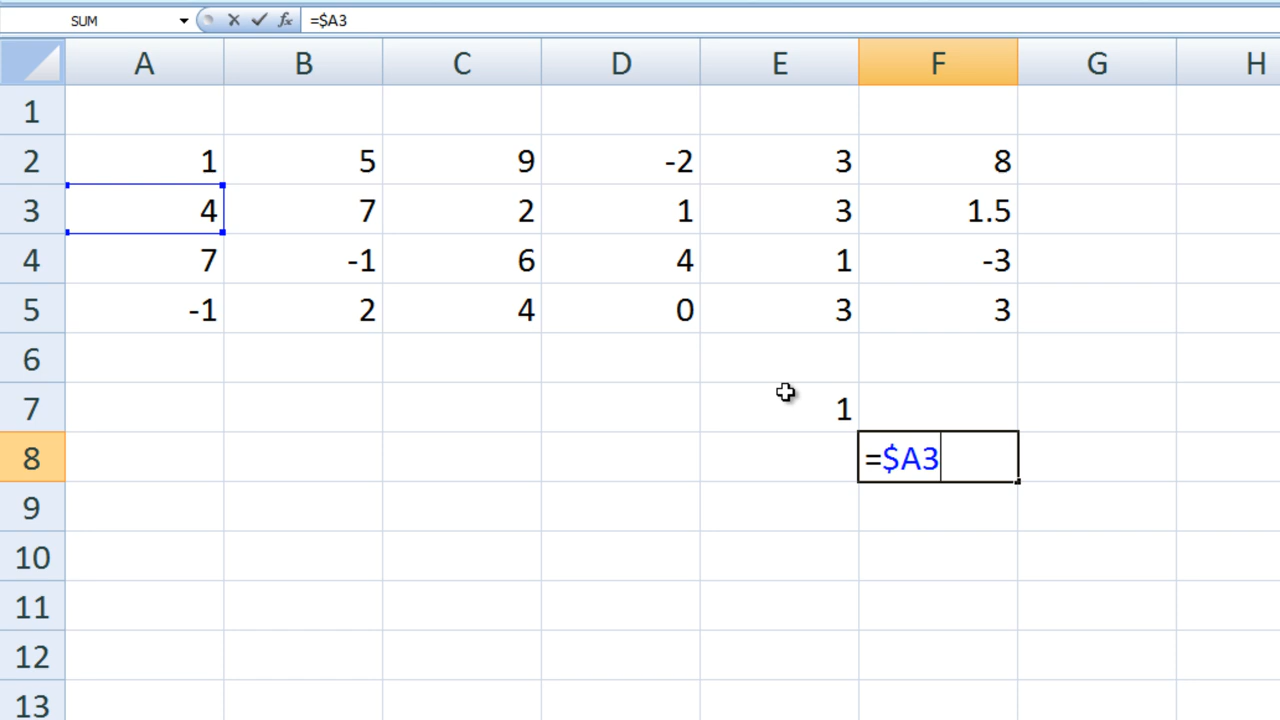 SUM fx =$A3
A B C D E F G H
1
2 1 5 9 -2 3 8
3 4 7 2 1 3 1.5
4 7 -1 6 4 1 -3
5 -1 2 4 0 3 3
6
7 1
8 =$A3
9
10
11
12
13